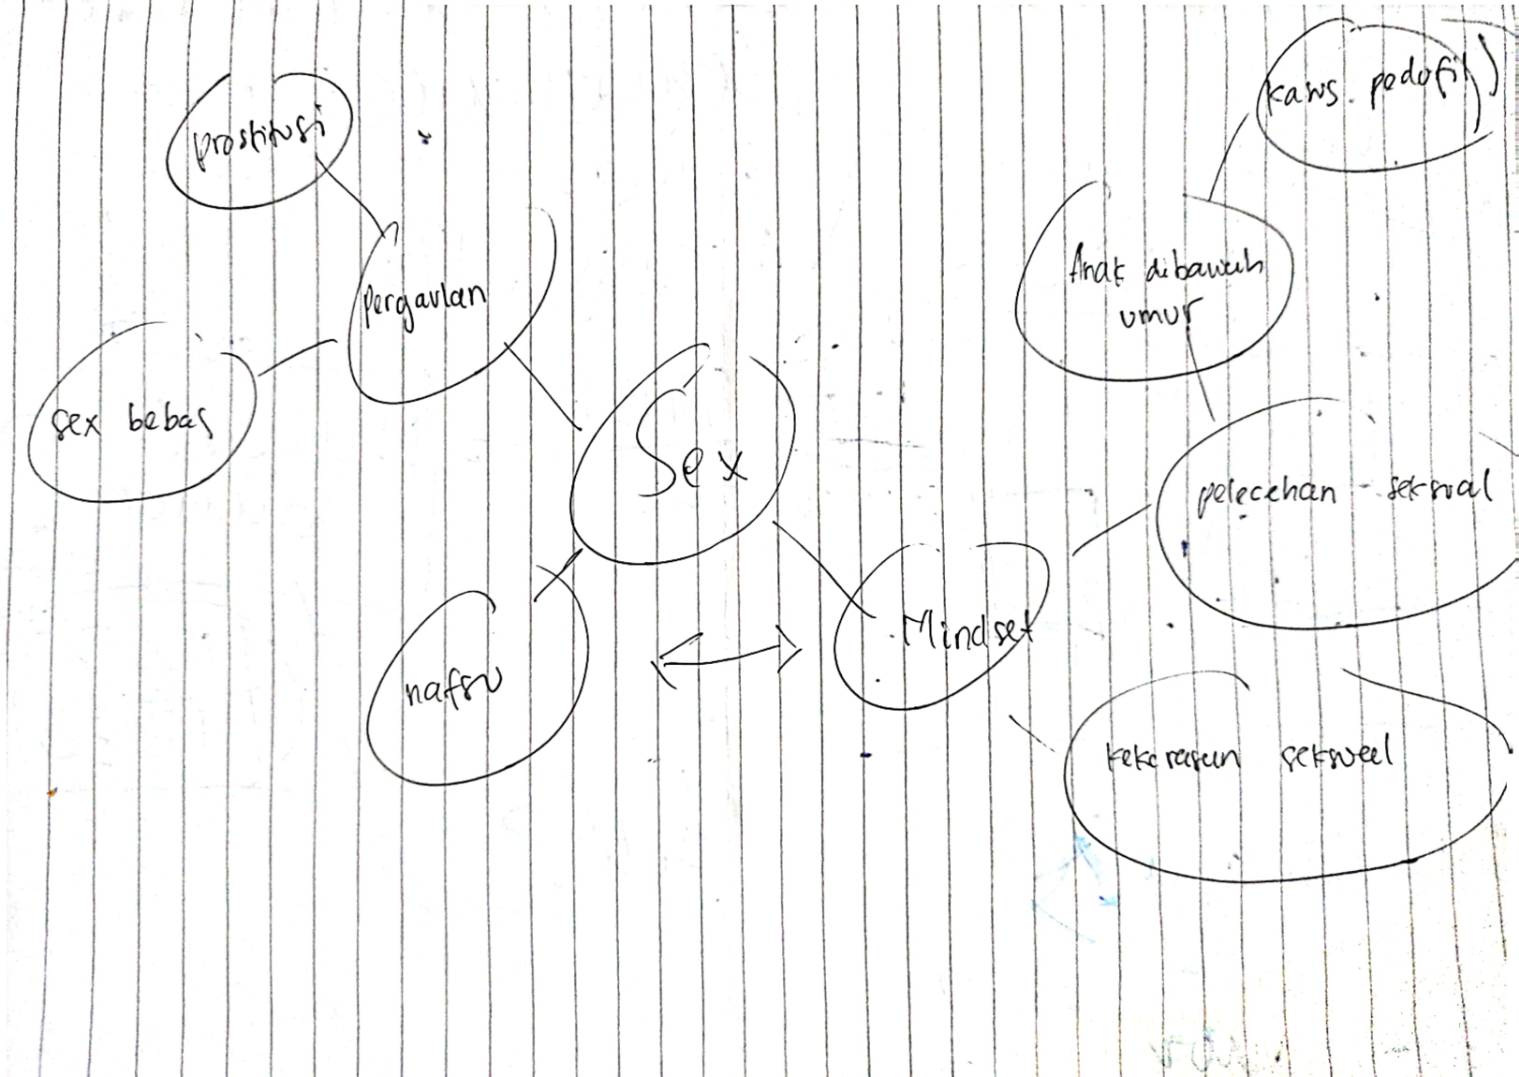 prostitusi
kasus pedofil
pergaulan
Anak dibawah
umur
sex bebas
Sex
pelecehan seksual
nafsu
Mindset
kekerasan seksual